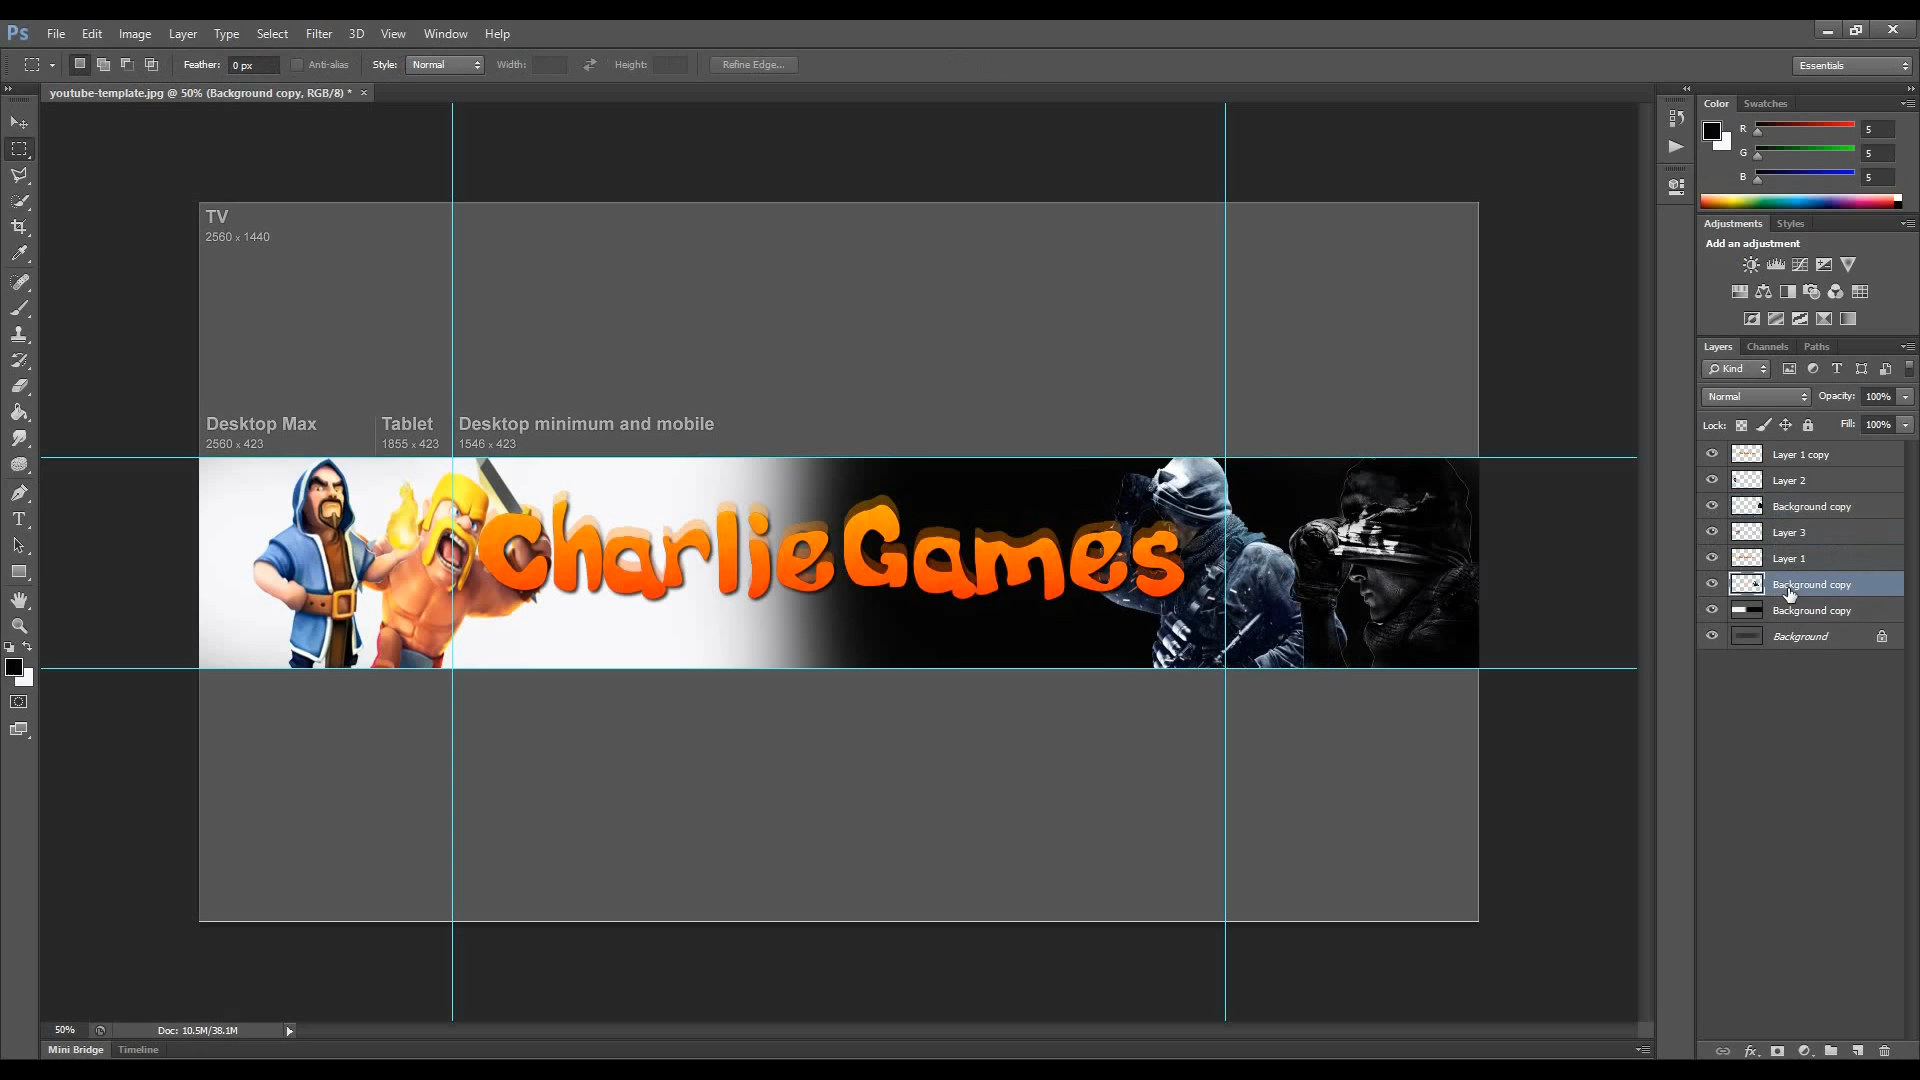 Ps File Edit Image Layer Type Select Filter 3D View Window Help
Feather: 0 px Anti-alias Style: Normal Width: Height: Refine Edge... Essentials
youtube-template.jpg @ 50% (Background copy, RGB/8) * ×
Color Swatches
R 5
G 5
B 5
Adjustments Styles
Add an adjustment
Layers Channels Paths
Kind
Normal Opacity: 100%
Lock: Fill: 100%
Layer 1 copy
Layer 2
Background copy
Layer 3
Layer 1
Background copy
Background copy
Background
TV
2560 x 1440
Desktop Max
2560 x 423
Tablet
1855 x 423
Desktop minimum and mobile
1546 x 423
CharlieGames
50% Doc: 10.5M/38.1M
Mini Bridge Timeline